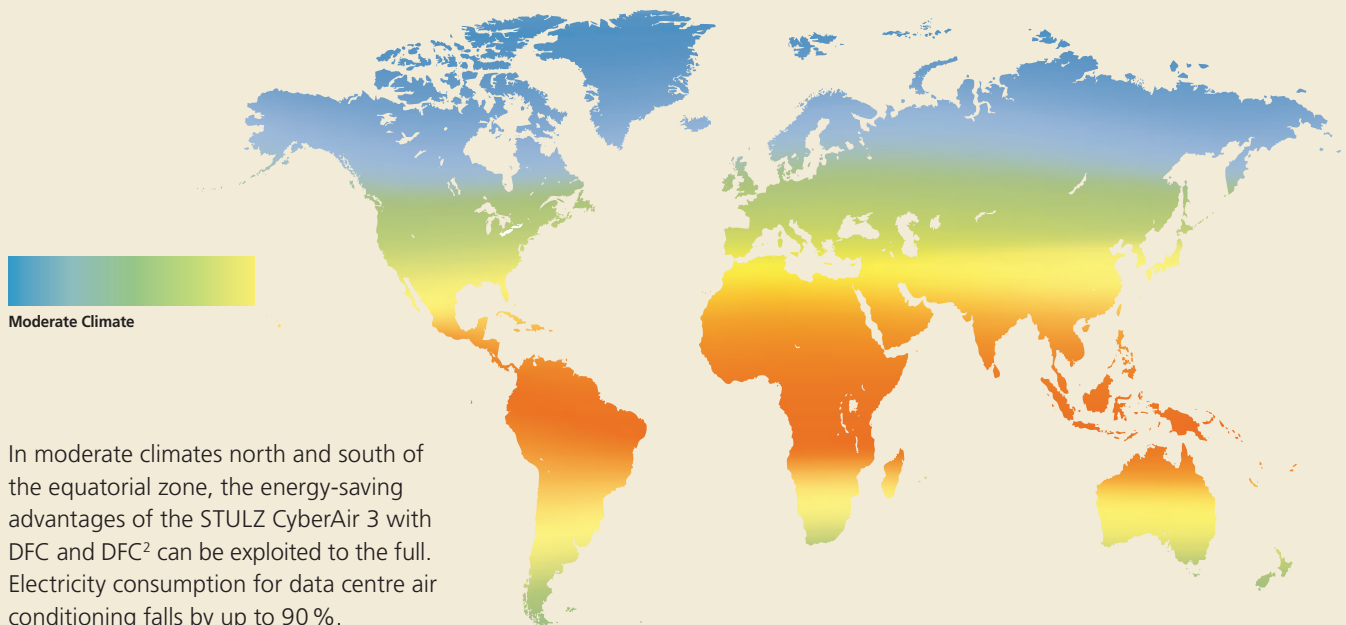 Moderate Climate
In moderate climates north and south of
the equatorial zone, the energy-saving
advantages of the STULZ CyberAir 3 with
DFC and DFC² can be exploited to the full.
Electricity consumption for data centre air
conditioning falls by up to 90 %.